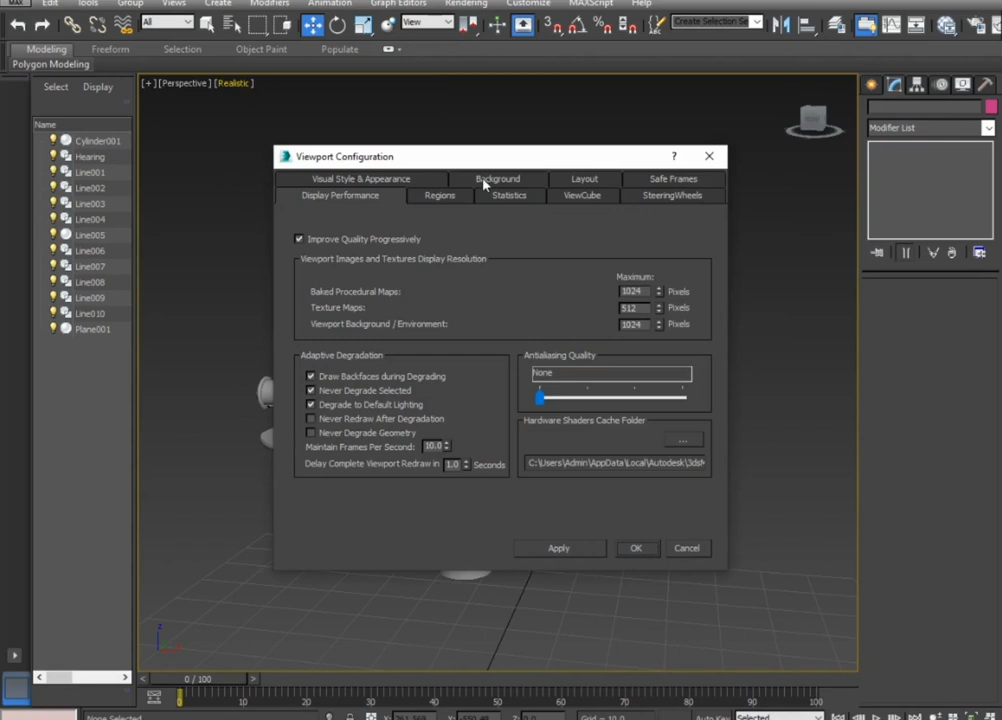 MAX
Edit Tools Group Views Create Modifiers Animation Graph Editors Rendering Customize MAXScript Help
All
View
Create Selection Se
Modeling Freeform Selection Object Paint Populate
Polygon Modeling
Select Display
[+][Perspective][Realistic]
Name
Cylinder001
Hearing
Line001
Line002
Line003
Line004
Line005
Line006
Line007
Line008
Line009
Line010
Plane001
Modifier List
Viewport Configuration
?
Visual Style & Appearance Background Layout Safe Frames
Display Performance Regions Statistics ViewCube SteeringWheels
Improve Quality Progressively
Viewport Images and Textures Display Resolution
Maximum:
Baked Procedural Maps: 1024 Pixels
Texture Maps: 512 Pixels
Viewport Background / Environment: 1024 Pixels
Adaptive Degradation
Draw Backfaces during Degrading
Never Degrade Selected
Degrade to Default Lighting
Never Redraw After Degradation
Never Degrade Geometry
Maintain Frames Per Second: 10.0
Delay Complete Viewport Redraw in 1.0 Seconds
Antialiasing Quality
None
Hardware Shaders Cache Folder
...
C:\Users\Admin\AppData\Local\Autodesk\3dsM
Apply OK Cancel
z
0 / 100
0 10 20 30 40 50 60 70 80 90 100
None Selected
X: Y: Z: 0.0 Grid = 10.0 Auto Key Selected